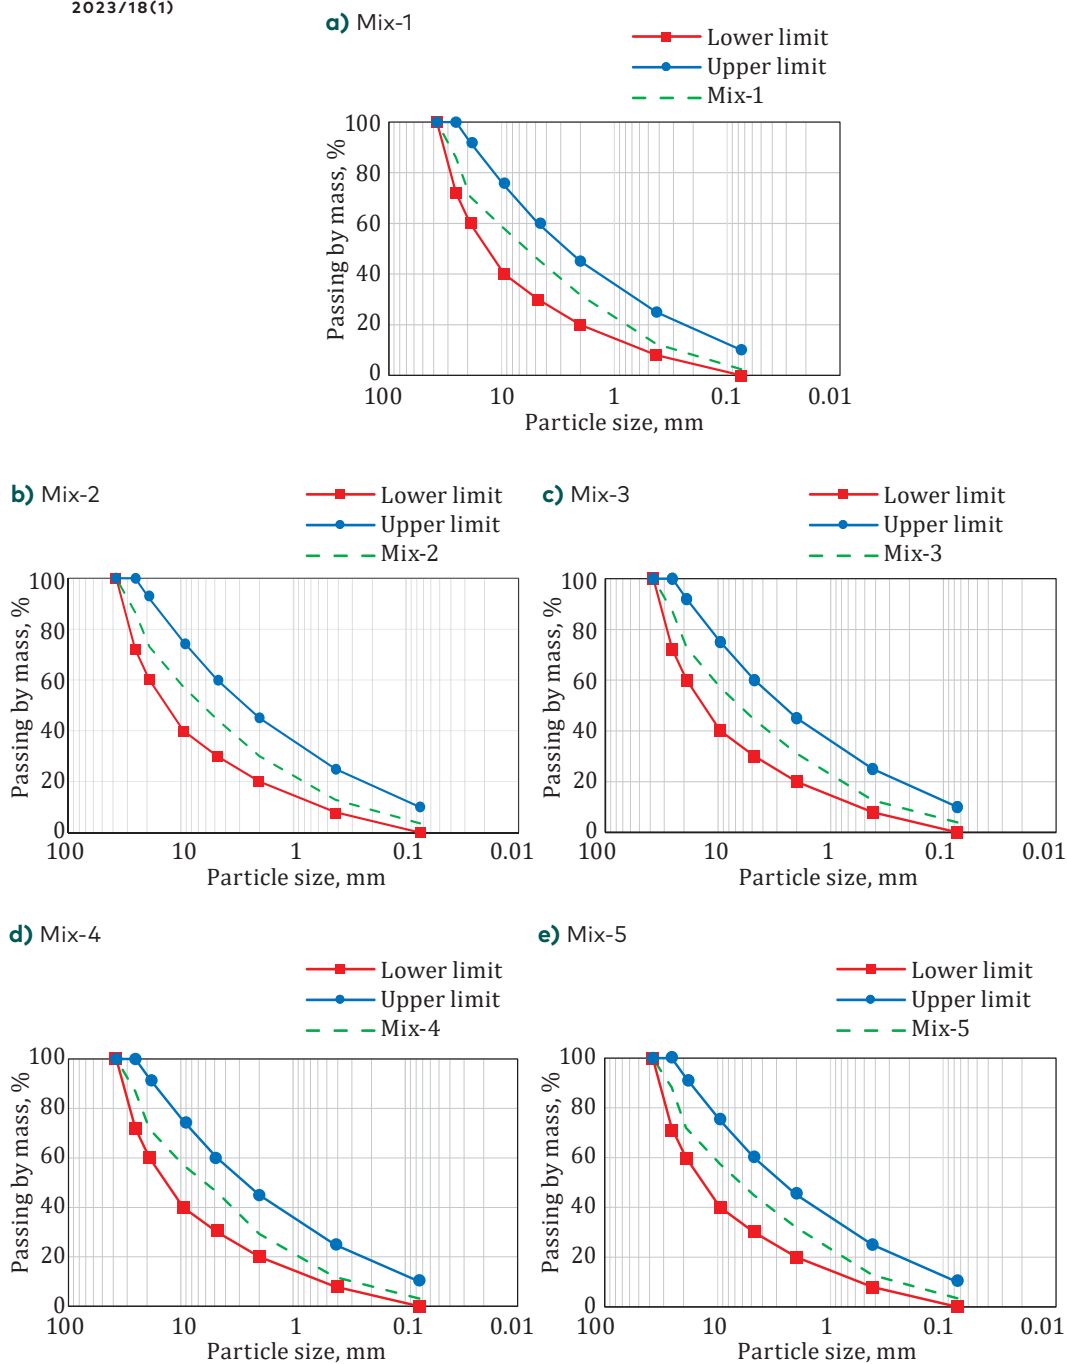 2023/18(1)
a) Mix-1
Lower limit
Upper limit
Mix-1
Passing by mass, %
100
80
60
40
20
0
100 10 1 0.1 0.01
Particle size, mm
b) Mix-2
Lower limit
Upper limit
Mix-2
Passing by mass, %
100
80
60
40
20
0
100 10 1 0.1 0.01
Particle size, mm
c) Mix-3
Lower limit
Upper limit
Mix-3
Passing by mass, %
100
80
60
40
20
0
100 10 1 0.1 0.01
Particle size, mm
d) Mix-4
Lower limit
Upper limit
Mix-4
Passing by mass, %
100
80
60
40
20
0
100 10 1 0.1 0.01
Particle size, mm
e) Mix-5
Lower limit
Upper limit
Mix-5
Passing by mass, %
100
80
60
40
20
0
100 10 1 0.1 0.01
Particle size, mm